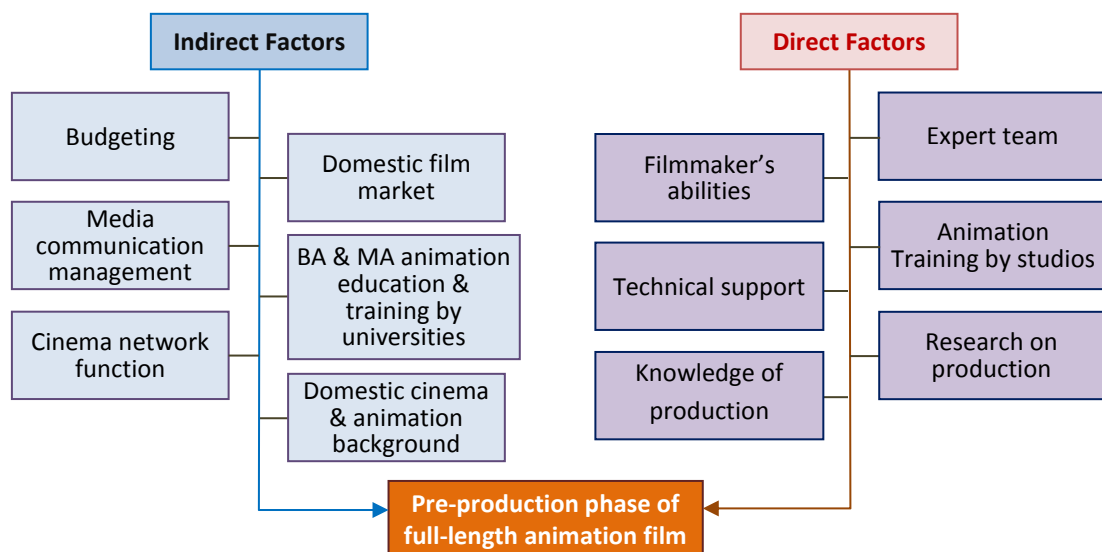 Indirect Factors
Direct Factors
Budgeting
Domestic film
market
Media
communication
management
BA & MA animation
education &
training by
universities
Cinema network
function
Domestic cinema
& animation
background
Filmmaker’s
abilities
Expert team
Technical support
Animation
Training by studios
Knowledge of
production
Research on
production
Pre-production phase of
full-length animation film